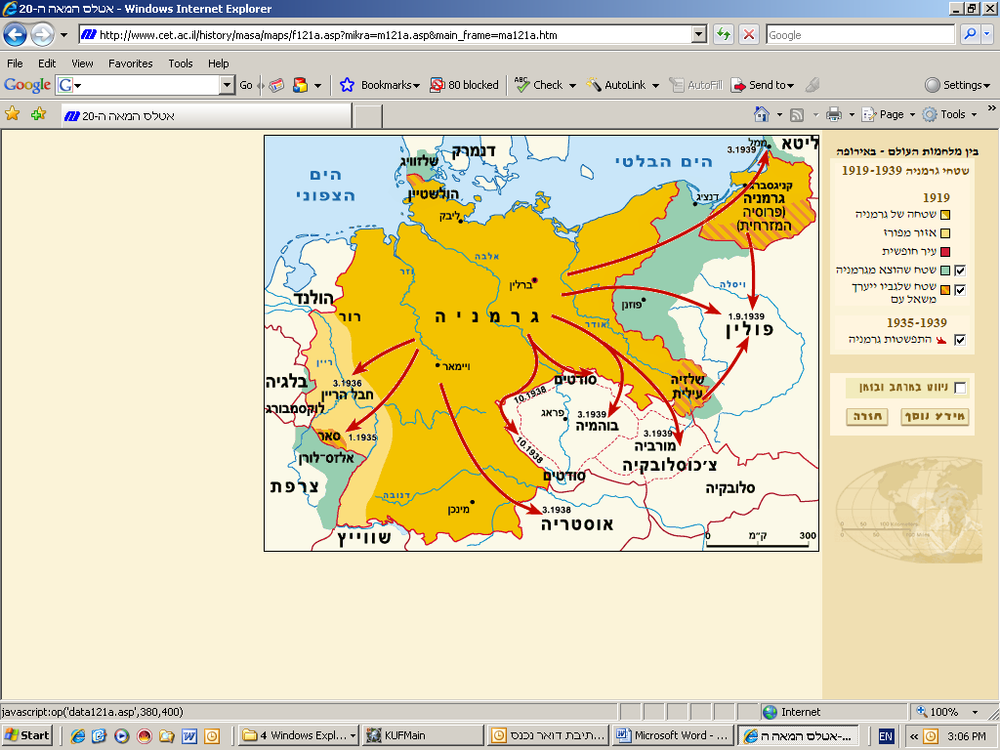 אטלס המאה ה-20 - Windows Internet Explorer
http://www.cet.ac.il/history/masa/maps/f121a.asp?mikra=m121a.asp&main_frame=ma121a.htm
Google
File Edit View Favorites Tools Help
Google G Go Bookmarks 80 blocked ABC Check AutoLink AutoFill Send to Settings
אטלס המאה ה-20
Page Tools
ליטא
ממל
3.1939
דנמרק
שלזוויג
הים הבלטי
הים
הצפוני
הולשטיין
ליבק
דנציג
קניגסברג
גרמניה
(פרוסיה
המזרחית)
אלבה
וזר
ברלין
ויסלה
הולנד
רור
גרמניה
פוזנן
אודר
1.9.1939
פולין
ריין
בלגיה
3.1936
חבל הריין
לוקסמבורג
ויימאר
סודטים
10.1938
שלזיה
עילית
פראג
3.1939
בוהמיה
סאר
1.1935
3.1939
מורביה
10.1938
אלזס-לורן
צ'כוסלובקיה
סודטים
צרפת
סלובקיה
דנובה
מינכן
3.1938
אוסטריה
שווייץ
0 ק"מ 300
בין מלחמות העולם - באירופה
שטחי גרמניה 1919-1939
1919
שטחה של גרמניה
אזור מפורז
עיר חופשית
שטח שהוצא מגרמניה
שטח שלגביו ייערך
משאל עם
1935-1939
התפשטות גרמניה
ניווט במרחב ובזמן
מידע נוסף
חזרה
javascript:op('data121a.asp',380,400)
Internet
100%
Start
4 Windows Expl...
KUFMain
תיבת דואר נכנס...
Microsoft Word - ...
אטלס המאה ה-...
EN
3:06 PM